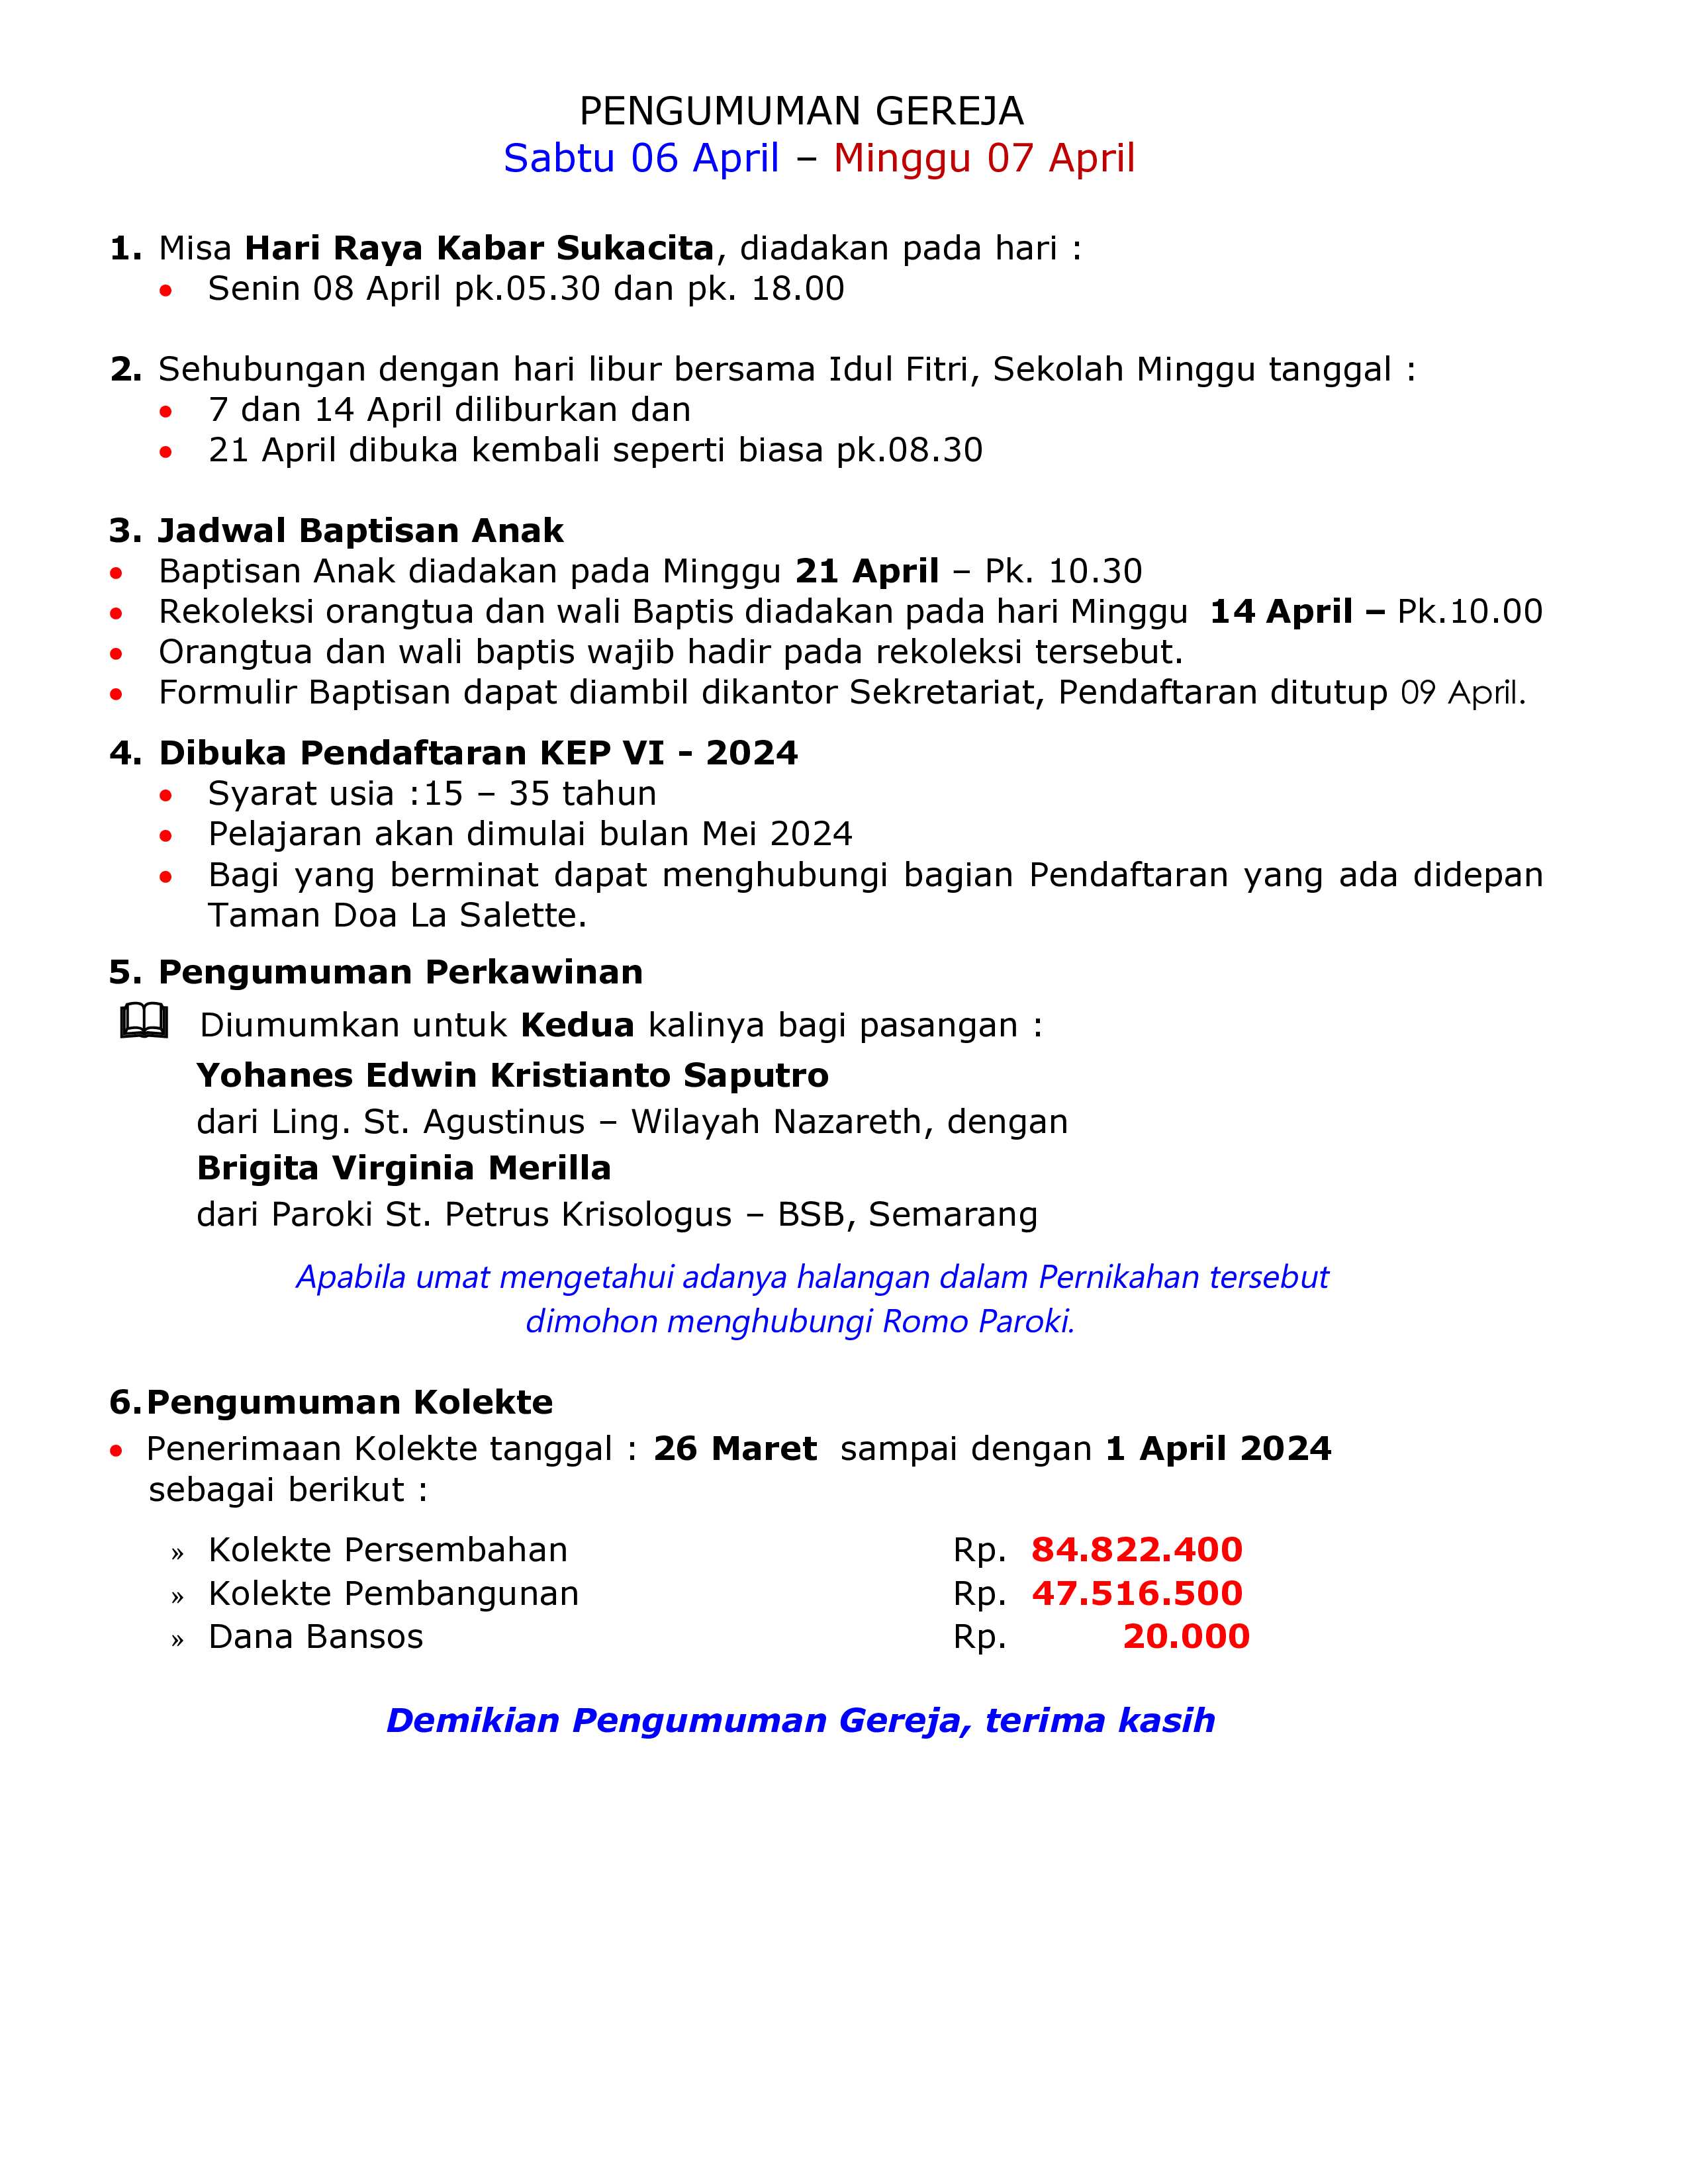 PENGUMUMAN GEREJA
Sabtu 06 April – Minggu 07 April
1. Misa Hari Raya Kabar Sukacita, diadakan pada hari :
• Senin 08 April pk.05.30 dan pk. 18.00
2. Sehubungan dengan hari libur bersama Idul Fitri, Sekolah Minggu tanggal :
• 7 dan 14 April diliburkan dan
• 21 April dibuka kembali seperti biasa pk.08.30
3. Jadwal Baptisan Anak
• Baptisan Anak diadakan pada Minggu 21 April – Pk. 10.30
• Rekoleksi orangtua dan wali Baptis diadakan pada hari Minggu 14 April – Pk.10.00
• Orangtua dan wali baptis wajib hadir pada rekoleksi tersebut.
• Formulir Baptisan dapat diambil dikantor Sekretariat, Pendaftaran ditutup 09 April.
4. Dibuka Pendaftaran KEP VI - 2024
• Syarat usia :15 – 35 tahun
• Pelajaran akan dimulai bulan Mei 2024
• Bagi yang berminat dapat menghubungi bagian Pendaftaran yang ada didepan
Taman Doa La Salette.
5. Pengumuman Perkawinan
Diumumkan untuk Kedua kalinya bagi pasangan :
Yohanes Edwin Kristianto Saputro
dari Ling. St. Agustinus – Wilayah Nazareth, dengan
Brigita Virginia Merilla
dari Paroki St. Petrus Krisologus – BSB, Semarang
Apabila umat mengetahui adanya halangan dalam Pernikahan tersebut
dimohon menghubungi Romo Paroki.
6. Pengumuman Kolekte
• Penerimaan Kolekte tanggal : 26 Maret sampai dengan 1 April 2024
sebagai berikut :
» Kolekte Persembahan Rp. 84.822.400
» Kolekte Pembangunan Rp. 47.516.500
» Dana Bansos Rp. 20.000
Demikian Pengumuman Gereja, terima kasih